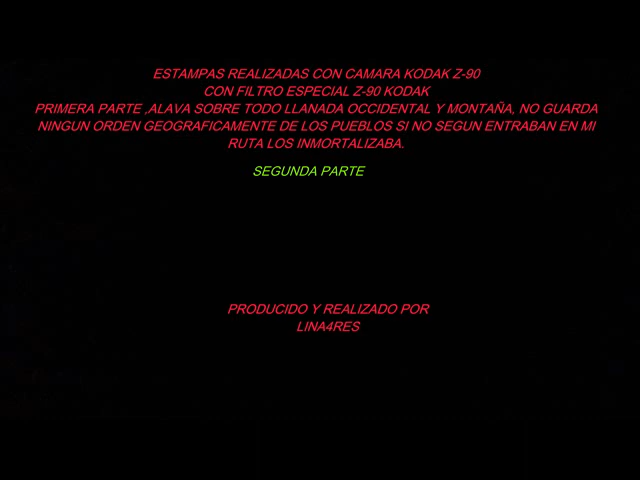 ESTAMPAS REALIZADAS CON CAMARA KODAK Z-90
CON FILTRO ESPECIAL Z-90 KODAK
PRIMERA PARTE ,ALAVA SOBRE TODO LLANADA OCCIDENTAL Y MONTAÑA, NO GUARDA
NINGUN ORDEN GEOGRAFICAMENTE DE LOS PUEBLOS SI NO SEGUN ENTRABAN EN MI
RUTA LOS INMORTALIZABA.
SEGUNDA PARTE
PRODUCIDO Y REALIZADO POR
LINA4RES